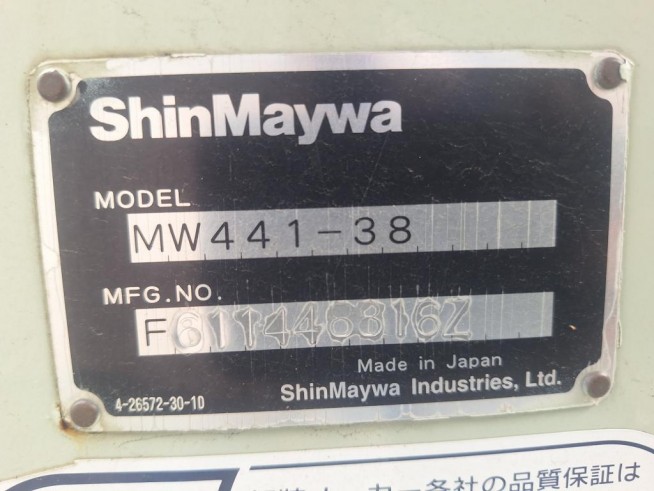 ShinMaywa
MODEL
MW441-38
MFG.NO.
F6114463162
Made in Japan
ShinMaywa Industries, Ltd.
4-26572-30-10
各社の品質保証は